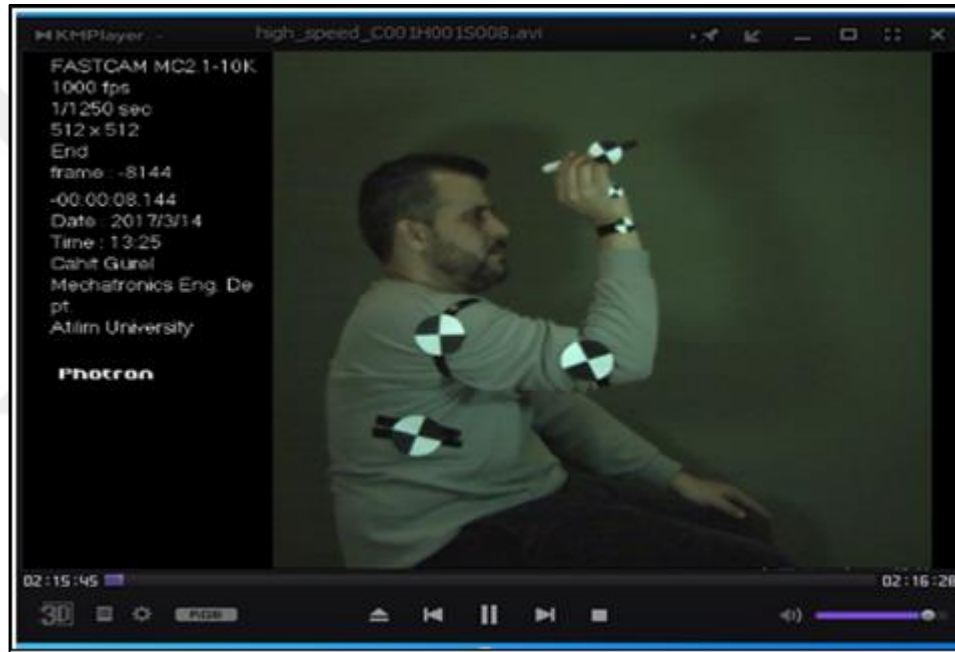 KMPlayer - high_speed_C001H001S008.avi
FASTCAM MC2.1-10K
1000 fps
1/1250 sec
512 x 512
End
frame : -8144
-00:00:08.144
Date : 2017/3/14
Time : 13:25
Cahit Gurel
Mechatronics Eng. De
pt.
Atilim University
Photron
02:15:45 02:16:28
3D